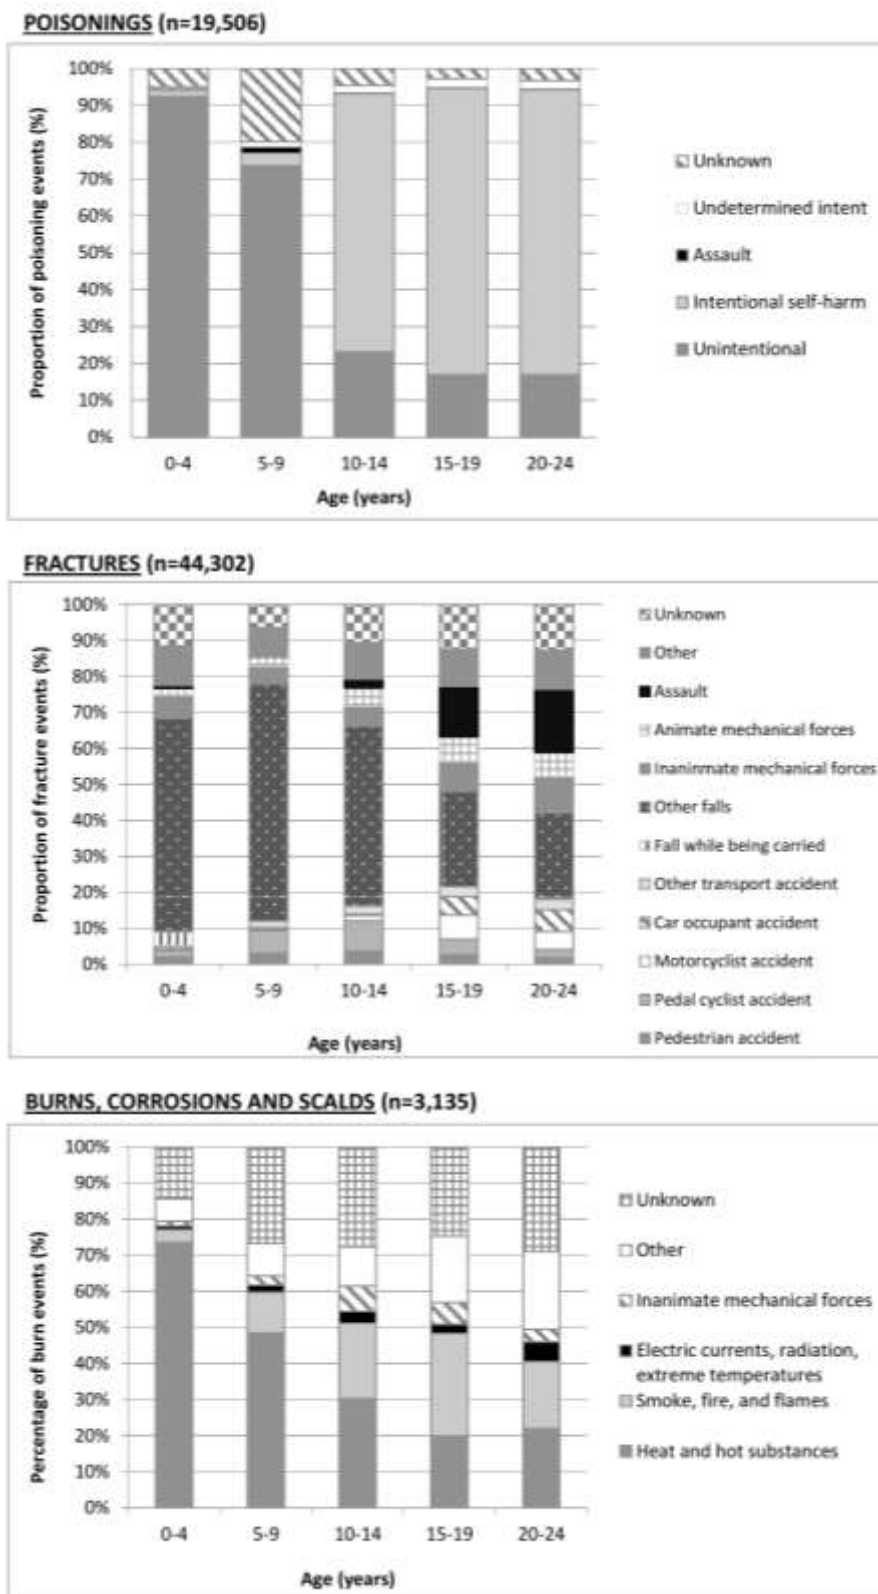 POISONINGS (n=19,506)
100%
90%
80%
70%
60%
50%
40%
30%
20%
10%
0%
Proportion of poisoning events (%)
0-4 5-9 10-14 15-19 20-24
Age (years)
Unknown
Undetermined intent
Assault
Intentional self-harm
Unintentional
FRACTURES (n=44,302)
100%
90%
80%
70%
60%
50%
40%
30%
20%
10%
0%
Proportion of fracture events (%)
0-4 5-9 10-14 15-19 20-24
Age (years)
Unknown
Other
Assault
Animate mechanical forces
Inaninmate mechanical forces
Other falls
Fall while being carried
Other transport accident
Car occupant accident
Motorcyclist accident
Pedal cyclist accident
Pedestrian accident
BURNS, CORROSIONS AND SCALDS (n=3,135)
100%
90%
80%
70%
60%
50%
40%
30%
20%
10%
0%
Percentage of burn events (%)
0-4 5-9 10-14 15-19 20-24
Age (years)
Unknown
Other
Inanimate mechanical forces
Electric currents, radiation,
extreme temperatures
Smoke, fire, and flames
Heat and hot substances